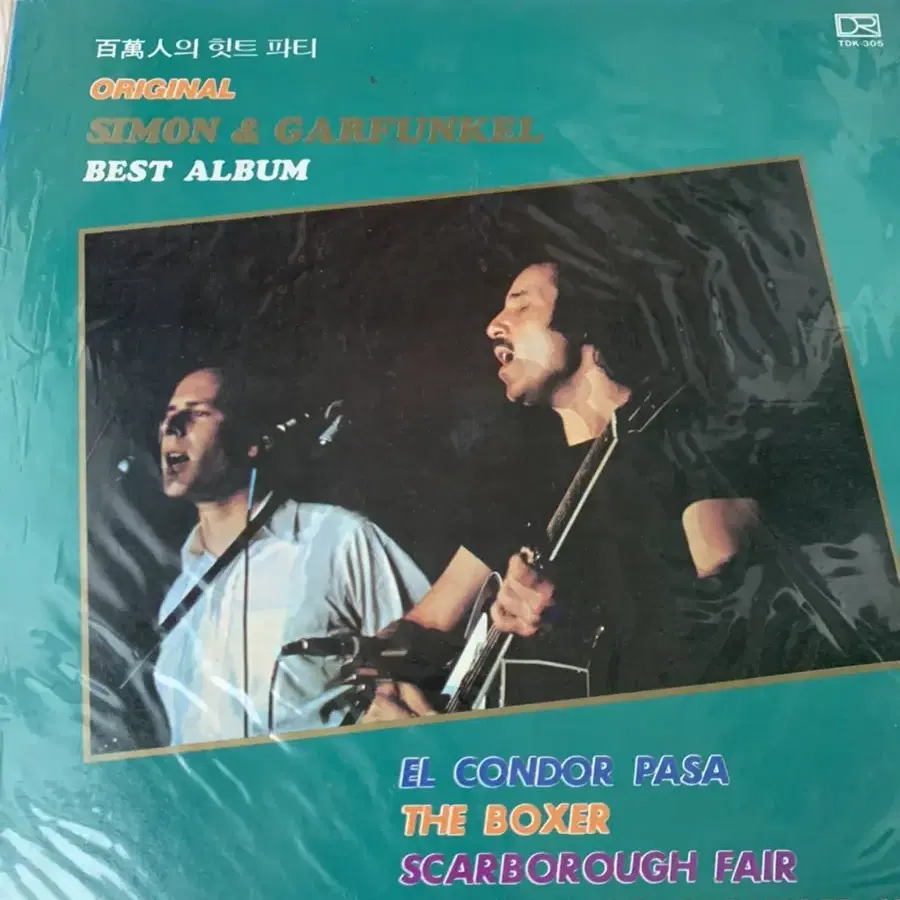 百萬人의 힛트 파티
DR
TDK-305
ORIGINAL
SIMON & GARFUNKEL
BEST ALBUM
EL CONDOR PASA
THE BOXER
SCARBOROUGH FAIR